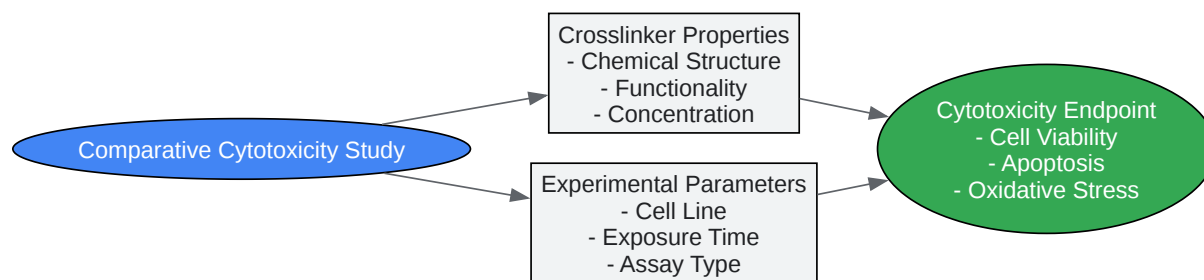 Comparative Cytotoxicity Study
Crosslinker Properties
- Chemical Structure
- Functionality
- Concentration
Experimental Parameters
- Cell Line
- Exposure Time
- Assay Type
Cytotoxicity Endpoint
- Cell Viability
- Apoptosis
- Oxidative Stress